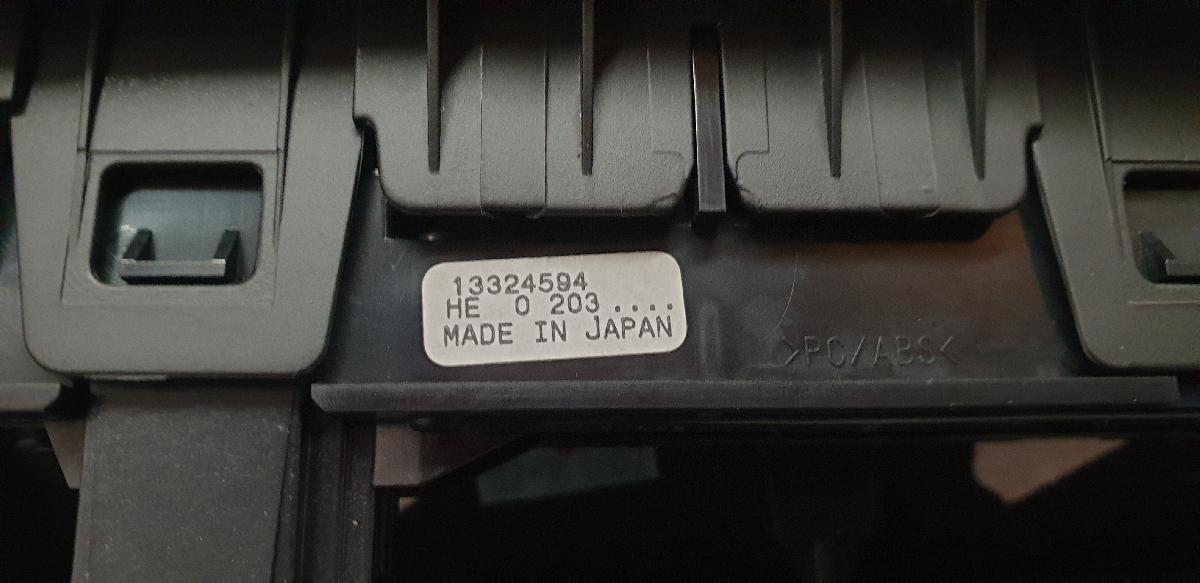 13324594
HE 0 203 ....
MADE IN JAPAN
>PC/ABS<